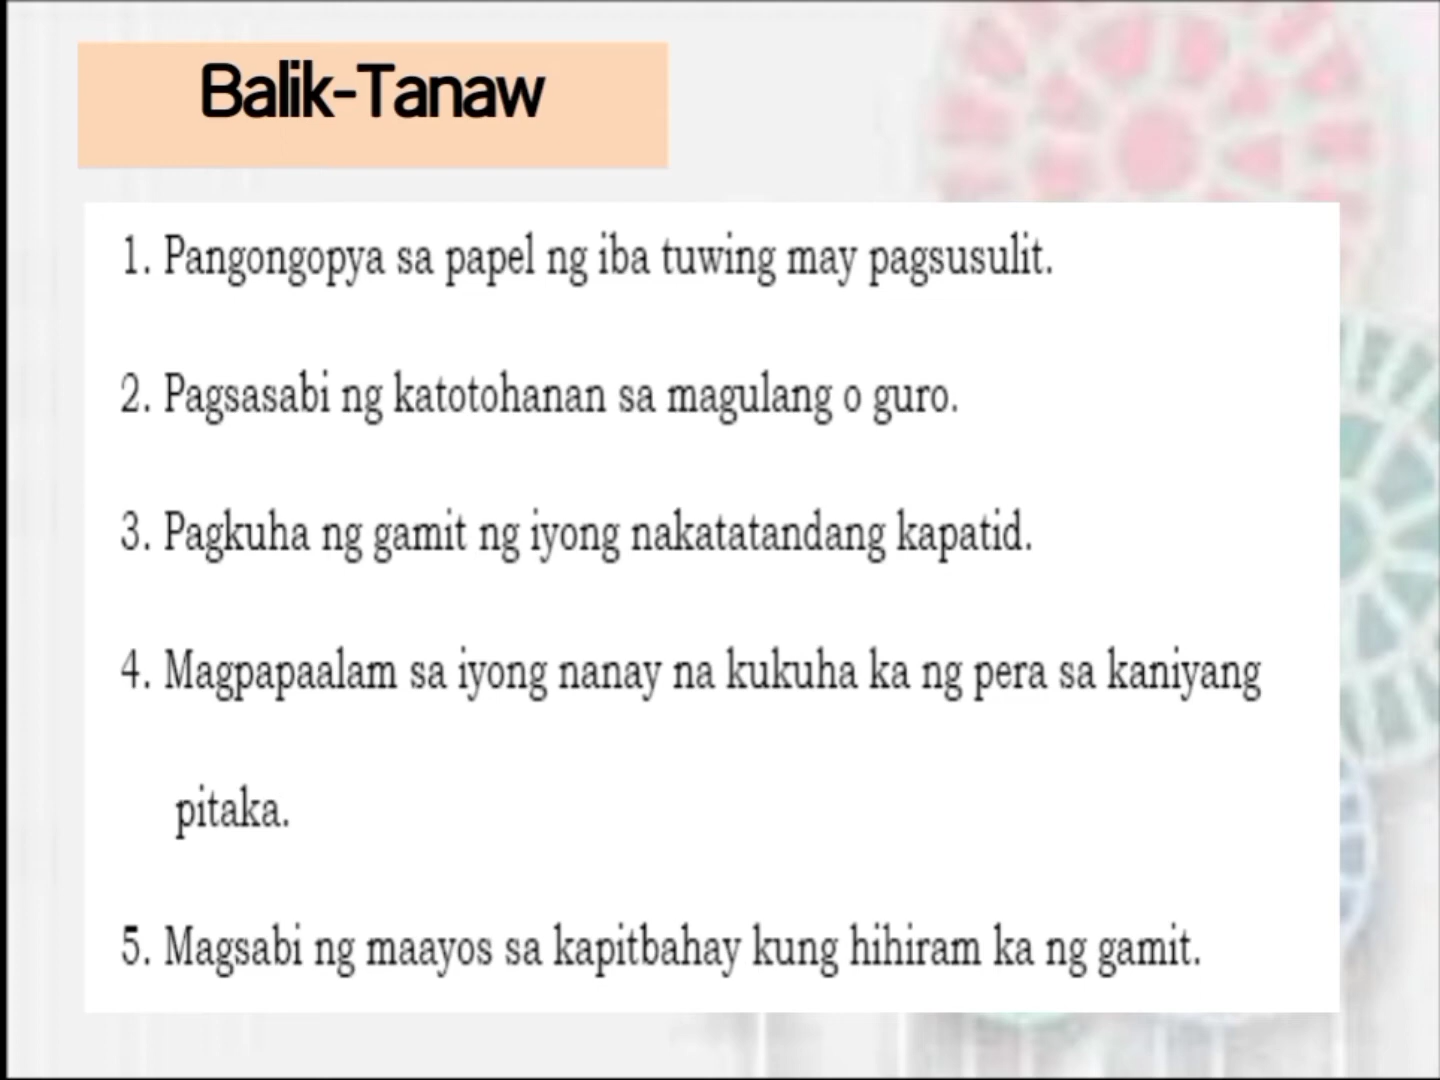 Balik-Tanaw
1. Pangongopya sa papel ng iba tuwing may pagsusulit.
2. Pagsasabi ng katotohanan sa magulang o guro.
3. Pagkuha ng gamit ng iyong nakatatandang kapatid.
4. Magpapaalam sa iyong nanay na kukuha ka ng pera sa kaniyang
pitaka.
5. Magsabi ng maayos sa kapitbahay kung hihiram ka ng gamit.